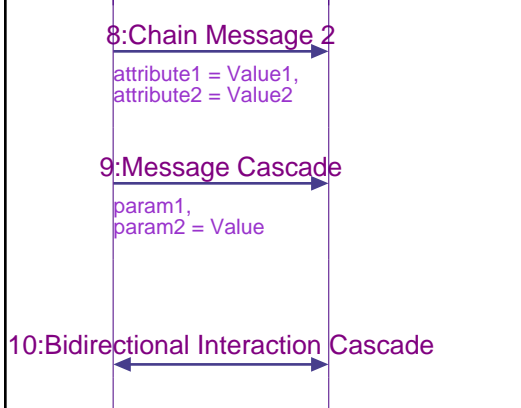 8:Chain Message 2
attribute1 = Value1,
attribute2 = Value2
9:Message Cascade
param1,
param2 = Value
10:Bidirectional Interaction Cascade